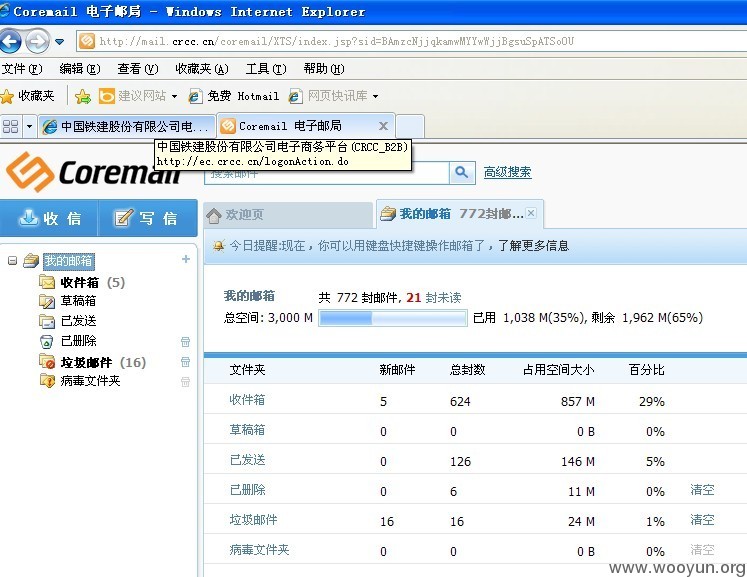 Coremail 电子邮局 - Windows Internet Explorer
http://mail.crcc.cn/coremail/XTS/index.jsp?sid=BAmzcNjjqkamwMYYwWjjBgsuSpATSoOU
文件(F) 编辑(E) 查看(V) 收藏夹(A) 工具(T) 帮助(H)
收藏夹 建议网站 免费 Hotmail 网页快讯库
中国铁建股份有限公司电... Coremail 电子邮局
中国铁建股份有限公司电子商务平台(CRCC_B2B)
http://ec.crcc.cn/logonAction.do
Coremail 搜索邮件 高级搜索
收 信 写 信 欢迎页 我的邮箱 772封邮...
今日提醒:现在，你可以用键盘快捷键操作邮箱了，了解更多信息
我的邮箱
收件箱 (5)
草稿箱
已发送
已删除
垃圾邮件 (16)
病毒文件夹
我的邮箱 共 772 封邮件, 21 封未读
总空间: 3,000 M 已用 1,038 M(35%), 剩余 1,962 M(65%)
文件夹 新邮件 总封数 占用空间大小 百分比
收件箱 5 624 857 M 29%
草稿箱 0 0 0 B 0%
已发送 0 126 146 M 5%
已删除 0 6 11 M 0% 清空
垃圾邮件 16 16 24 M 1% 清空
病毒文件夹 0 0 0 B 0% 清空
www.wooyun.org